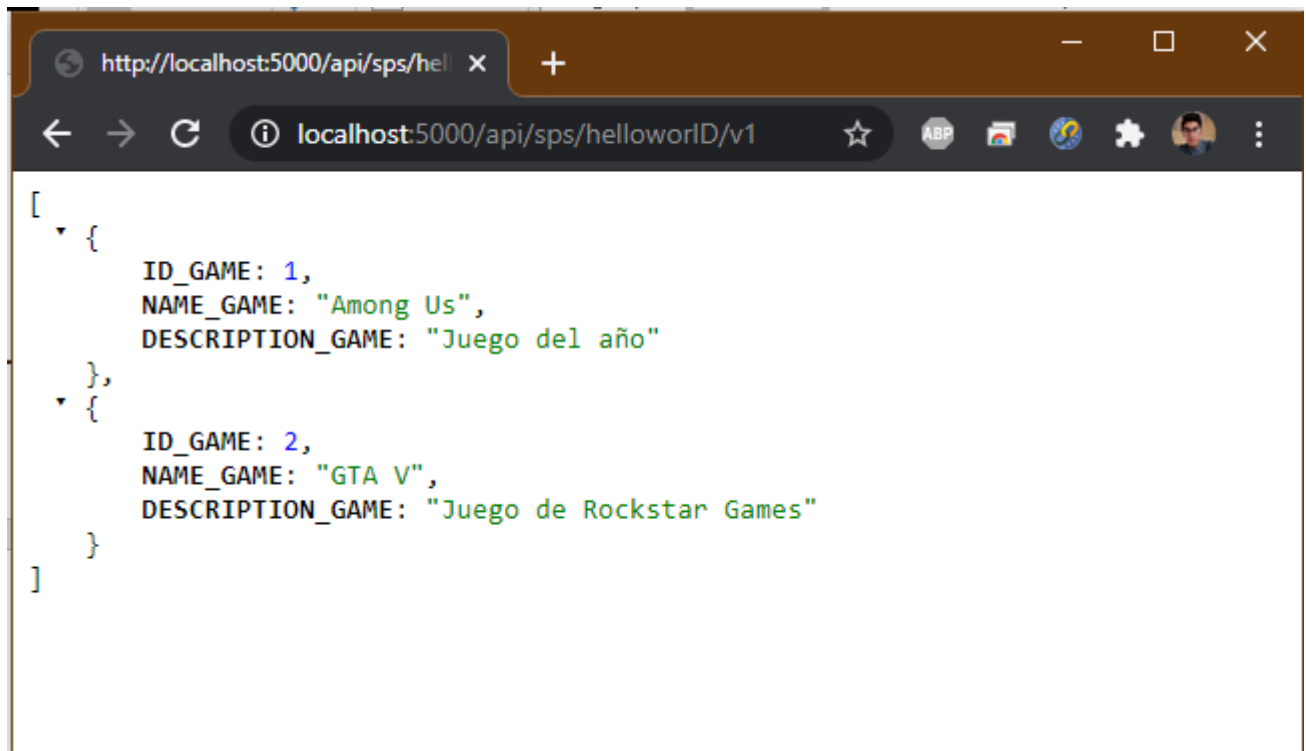 http://localhost:5000/api/sps/hell
localhost:5000/api/sps/helloworlD/v1
ABP
[
{
ID_GAME: 1,
NAME_GAME: "Among Us",
DESCRIPTION_GAME: "Juego del año"
},
{
ID_GAME: 2,
NAME_GAME: "GTA V",
DESCRIPTION_GAME: "Juego de Rockstar Games"
}
]